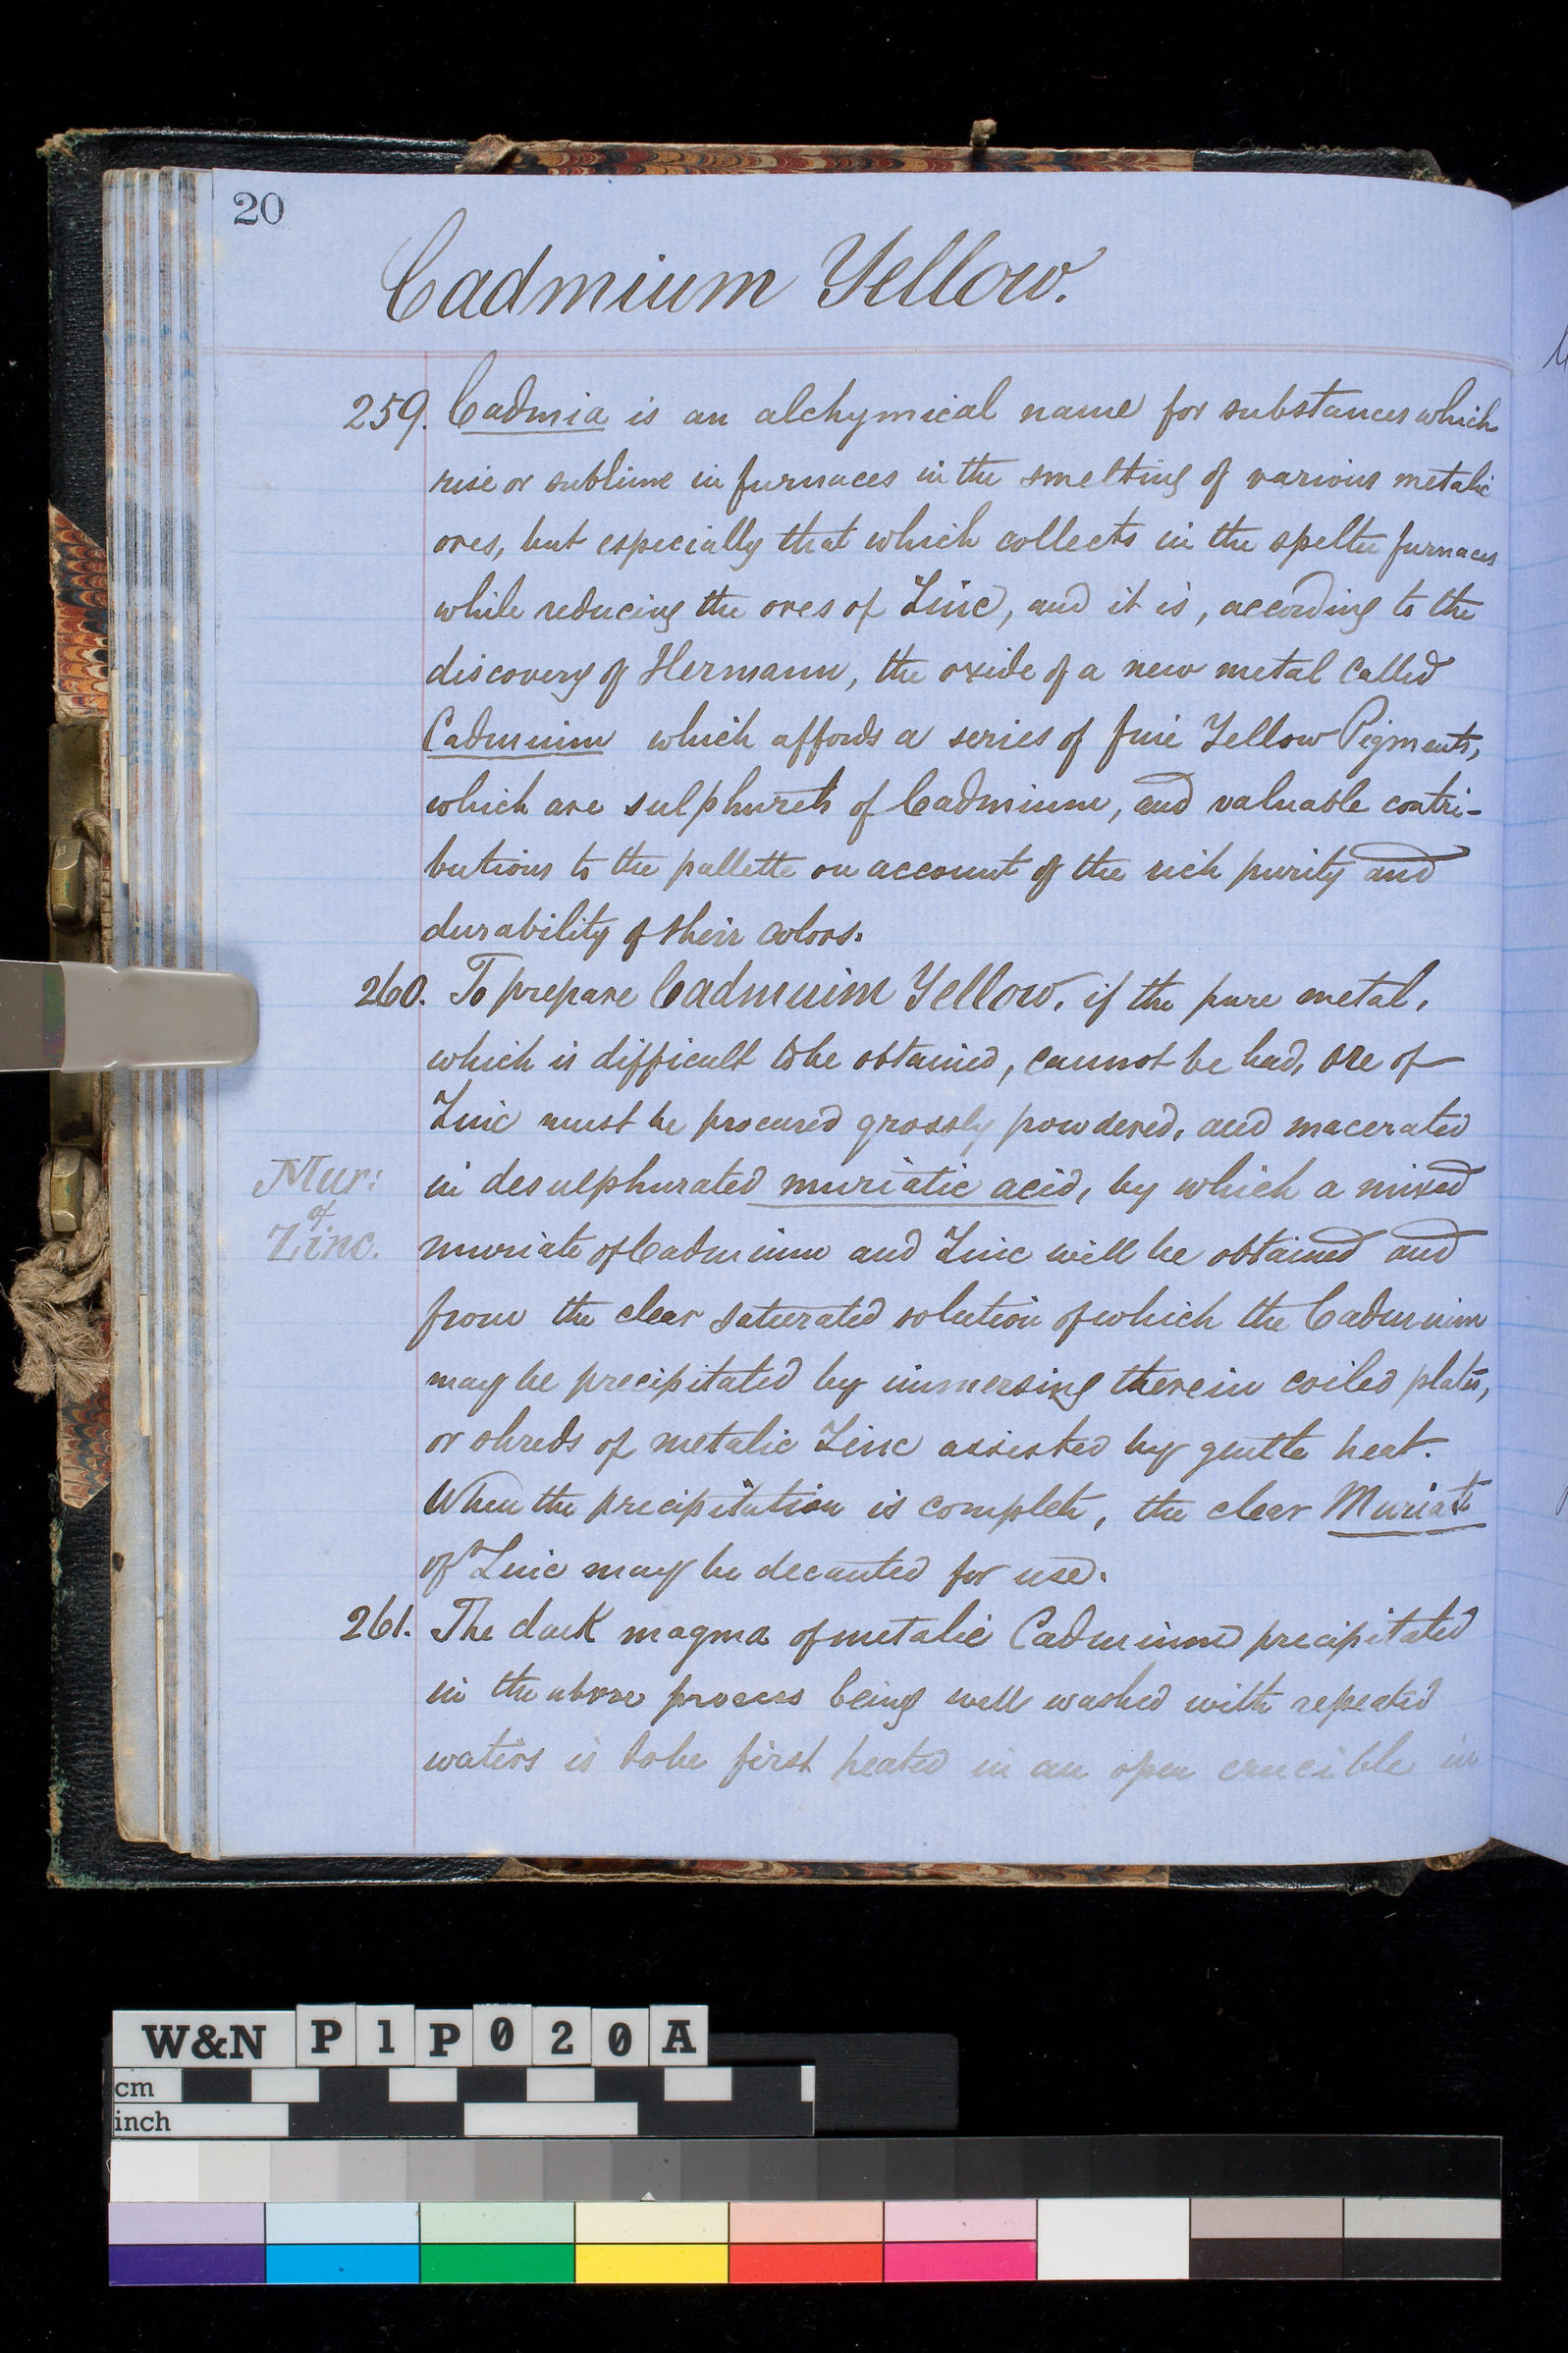 20
Cadmium Yellow.
259. Cadmia is an alchymical name for substances which
rise or sublime in furnaces in the smelting of various metalic
ores, but especially that which collects in the spelter furnaces
while reducing the ores of Zinc, and it is, according to the
discovery of Hermann, the oxide of a new metal called
Cadmium which affords a series of fine Yellow Pigments,
which are sulphurets of Cadmium, and valuable contri-
butions to the pallette on account of the rich purity and
durability of their colors.
260. To prepare Cadmium Yellow, if the pure metal,
which is difficult to be obtained, cannot be had, ore of
Zinc must be procured grossly powdered, and macerated
in desulphurated muriatic acid, by which a mixed
Mur:
of
Zinc.
muriate of Cadmium and Zinc will be obtained and
from the clear saturated solution of which the Cadmium
may be precipitated by immersing therein coiled plates,
or shreds of metalic Zinc assisted by gentle heat.
When the precipitation is complete, the clear Muriate
of Zinc may be decanted for use.
261. The dark magma of metalic Cadmium precipitated
in the above process being well washed with repeated
waters is to be first heated in an open crucible in
W&N P1P020A
cm
inch